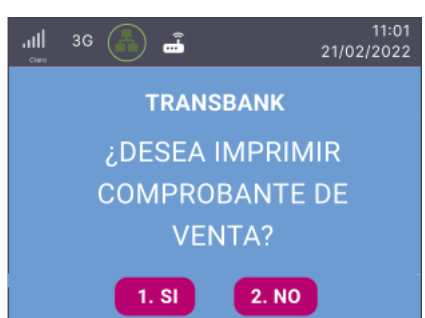 Claro
3G
11:01
21/02/2022
TRANSBANK
¿DESEA IMPRIMIR
COMPROBANTE DE
VENTA?
1. SI
2. NO